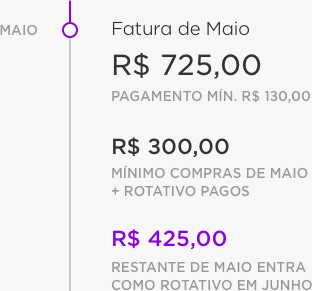 MAIO
Fatura de Maio
R$ 725,00
PAGAMENTO MÍN. R$ 130,00
R$ 300,00
MÍNIMO COMPRAS DE MAIO
+ ROTATIVO PAGOS
R$ 425,00
RESTANTE DE MAIO ENTRA
COMO ROTATIVO EM JUNHO